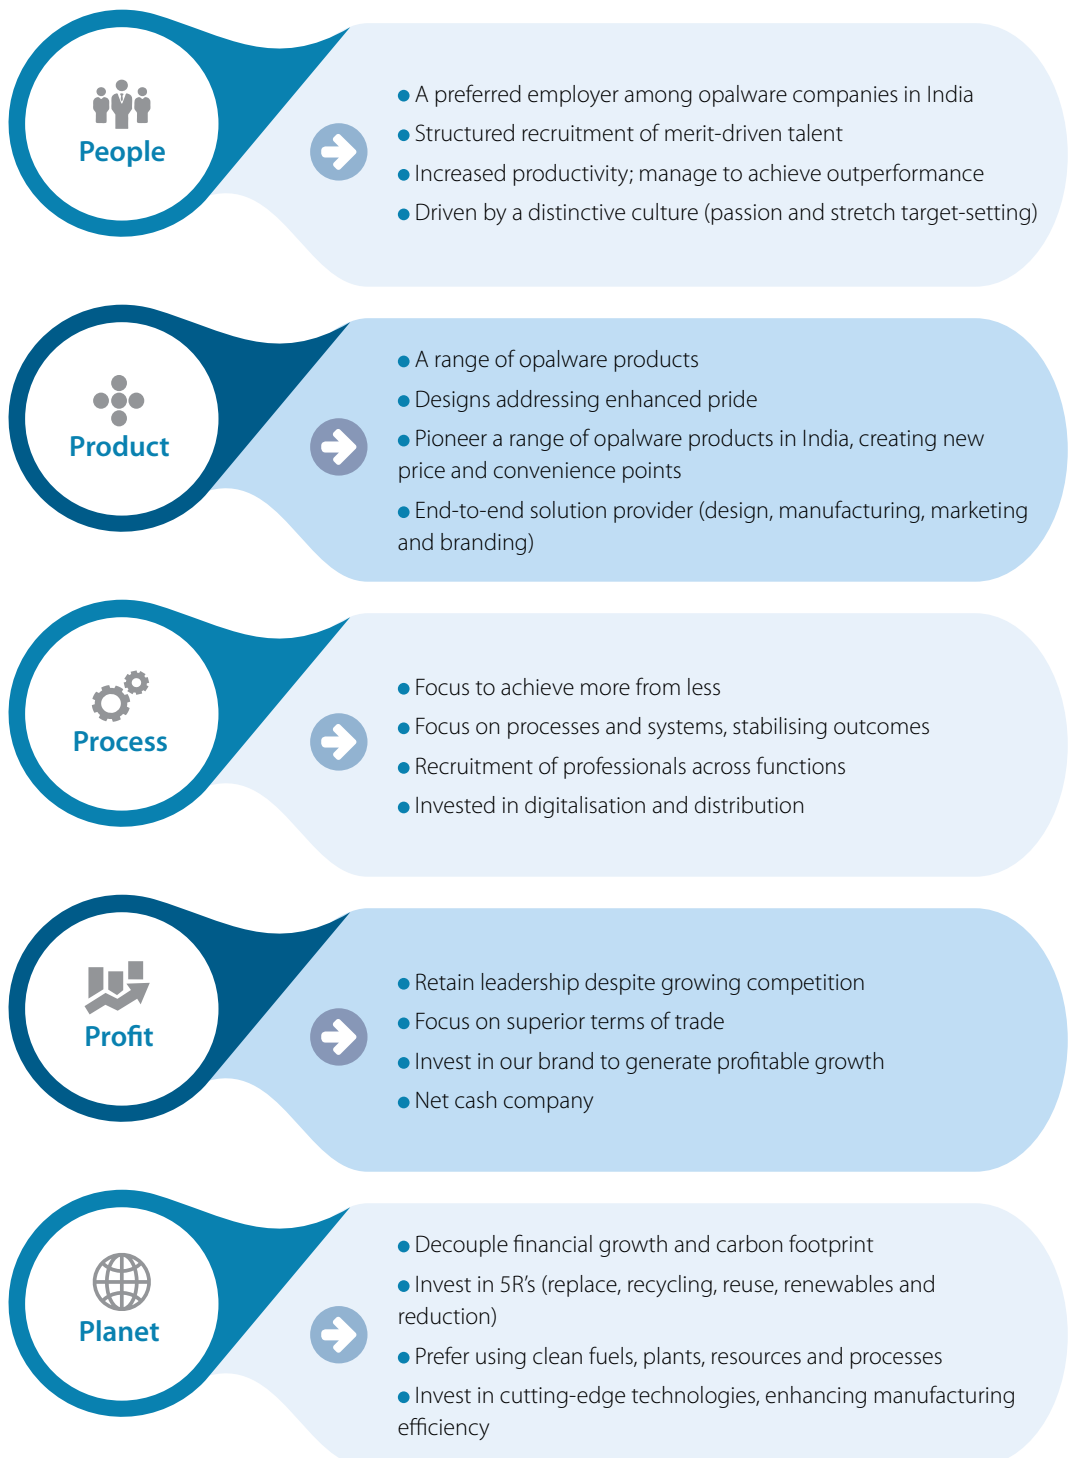 People
● A preferred employer among opalware companies in India
● Structured recruitment of merit-driven talent
● Increased productivity; manage to achieve outperformance
● Driven by a distinctive culture (passion and stretch target-setting)
Product
● A range of opalware products
● Designs addressing enhanced pride
● Pioneer a range of opalware products in India, creating new
price and convenience points
● End-to-end solution provider (design, manufacturing, marketing
and branding)
Process
● Focus to achieve more from less
● Focus on processes and systems, stabilising outcomes
● Recruitment of professionals across functions
● Invested in digitalisation and distribution
Profit
● Retain leadership despite growing competition
● Focus on superior terms of trade
● Invest in our brand to generate profitable growth
● Net cash company
Planet
● Decouple financial growth and carbon footprint
● Invest in 5R’s (replace, recycling, reuse, renewables and
reduction)
● Prefer using clean fuels, plants, resources and processes
● Invest in cutting-edge technologies, enhancing manufacturing
efficiency